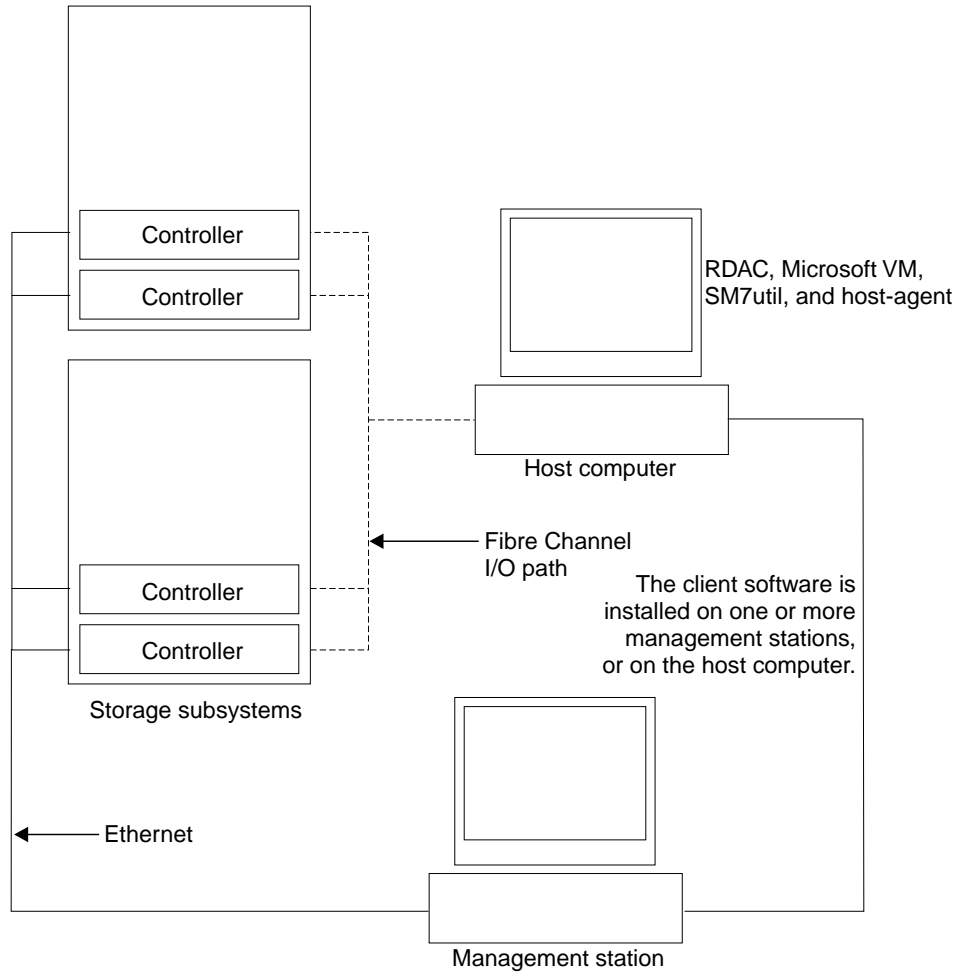 Controller
Controller
RDAC, Microsoft VM,
SM7util, and host-agent
Host computer
Fibre Channel
I/O path
The client software is
installed on one or more
management stations,
or on the host computer.
Controller
Controller
Storage subsystems
Ethernet
Management station